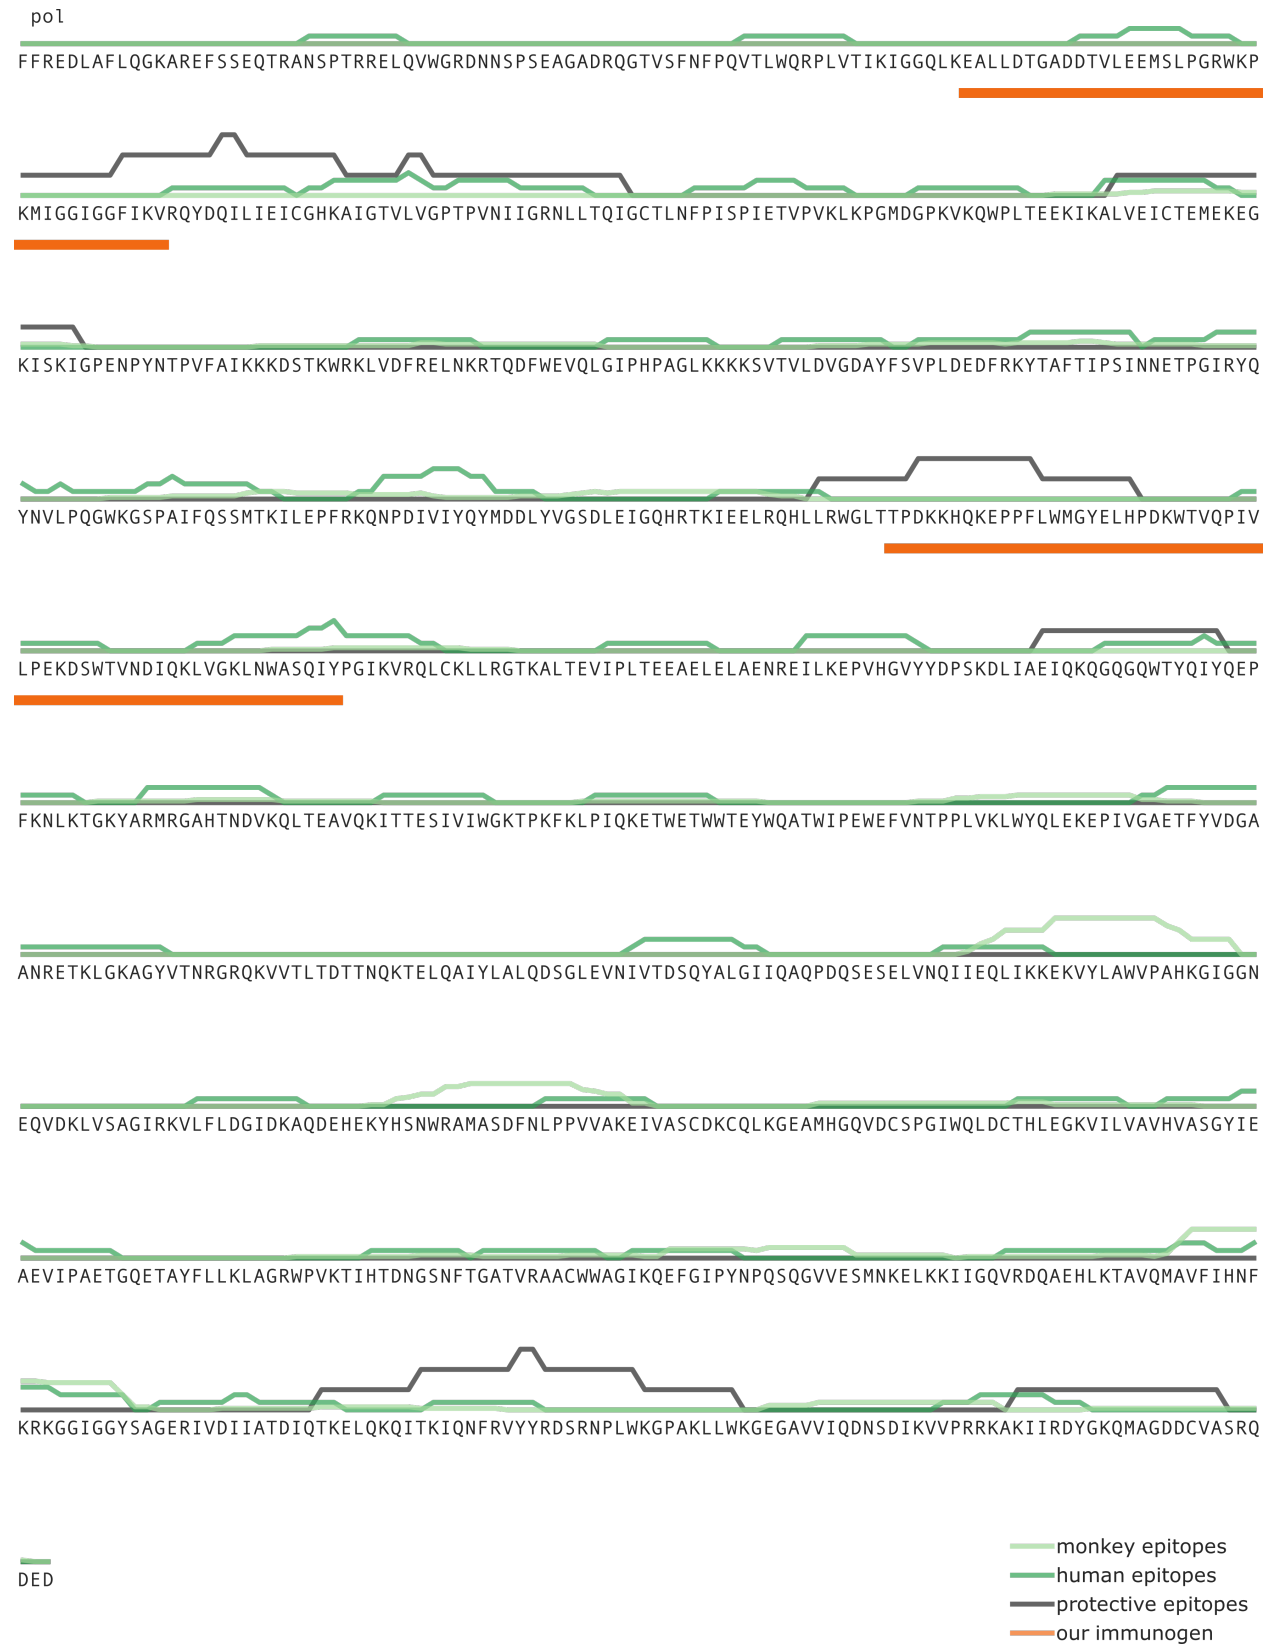 pol
FFREDLAFLQGKAREFSSEQTRANSPTRRELQVWGRDNNSPSEAGADRQGTVSFNFPQVTLWQRPLVTIKIGGQLKEALLDTGADDTVLEEMSLPGRWKP
KMIGGIGGFIKVRQYDQILIEICGHKAIGTVLVGPTPVNIIGRNLLTQIGCTLNFPISPIETVPVKLKPGMDGPKVKQWPLTEEKIKALVEICTEMEKEG
KISKIGPENPYNTPVFAIKKKDSTKWRKLVDFRELNKRTQDFWEVQLGIPHPAGLKKKKSVTVLDVGDAYFSVPLDEDFRKYTAFTIPSINNETPGIRYQ
YNVLPQGWKGSPAIFQSSMTKILEPFRKQNPDIVIYQYMDDLYVGSDLEIGQHRTKIEELRQHLLRWGLTTPDKKHQKEPPFLWMGYELHPDKWTVQPIV
LPEKDSWTVNDIQKLVGKLNWASQIYPGIKVRQLCKLLRGTKALTEVIPLTEEAELELAENREILKEPVHGVYYDPSKDLIAEIQKQGQGQWTYQIYQEP
FKNLKTGKYARMRGAHTNDVKQLTEAVQKITTESIVIWGKTPKFKLPIQKETWETWWTEYWQATWIPEWEFVNTPPLVKLWYQLEKEPIVGAETFYVDGA
ANRETKLGKAGYVTNRGRQKVVTLTDTTNQKTELQAIYLALQDSGLEVNIVTDSQYALGIIQAQPDQSESELVNQIIEQLIKKEKVYLAWVPAHKGIGGN
EQVDKLVSAGIRKVLFLDGIDKAQDEHEKYHSNWRAMASDFNLPPVVAKEIVASCDKCQLKGEAMHGQVDCSPGIWQLDCTHLEGKVILVAVHVASGYIE
AEVIPAETGQETAYFLLKLAGRWPVKTIHTDNGSNFTGATVRAACWWAGIKQEFGIPYNPQSQGVVESMNKELKKIIGQVRDQAEHLKTAVQMAVFIHNF
KRKGGIGGYSAGERIVDIIATDIQTKELQKQITKIQNFRVYYRDSRNPLWKGPAKLLWKGEGAVVIQDNSDIKVVPRRKAKIIRDYGKQMAGDDCVASRQ
DED
monkey epitopes
human epitopes
protective epitopes
our immunogen